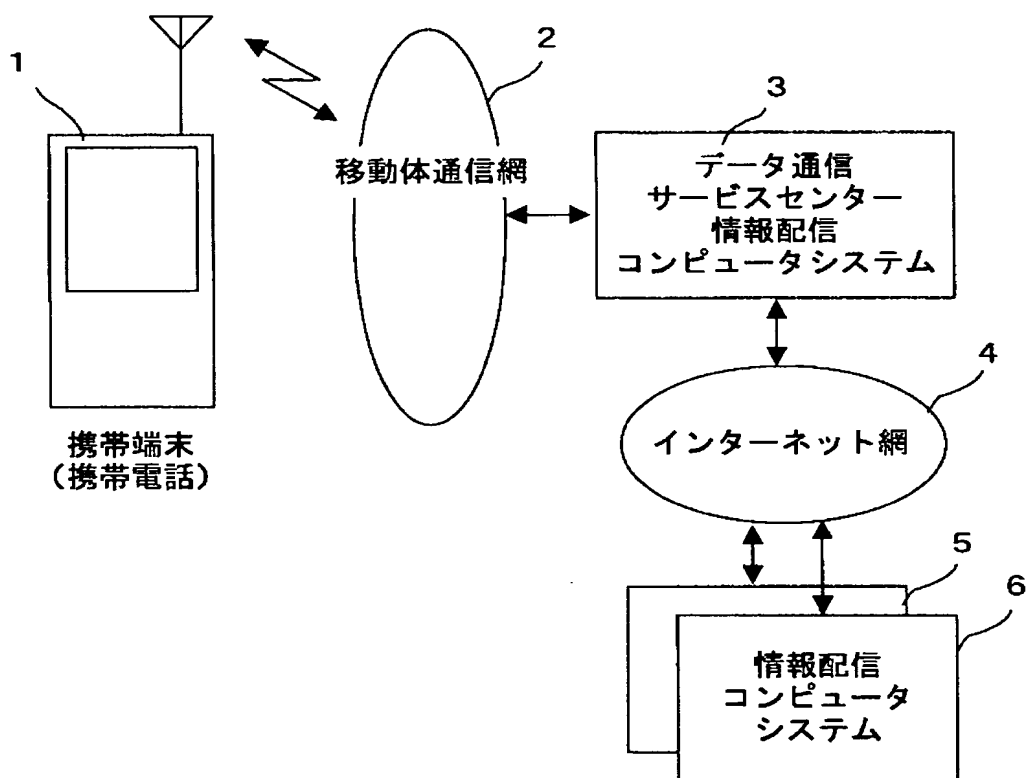 1
2
3
移動体通信網
データ通信
サービスセンター
情報配信
コンピュータシステム
携帯端末
（携帯電話）
4
インターネット網
5
6
情報配信
コンピュータ
システム